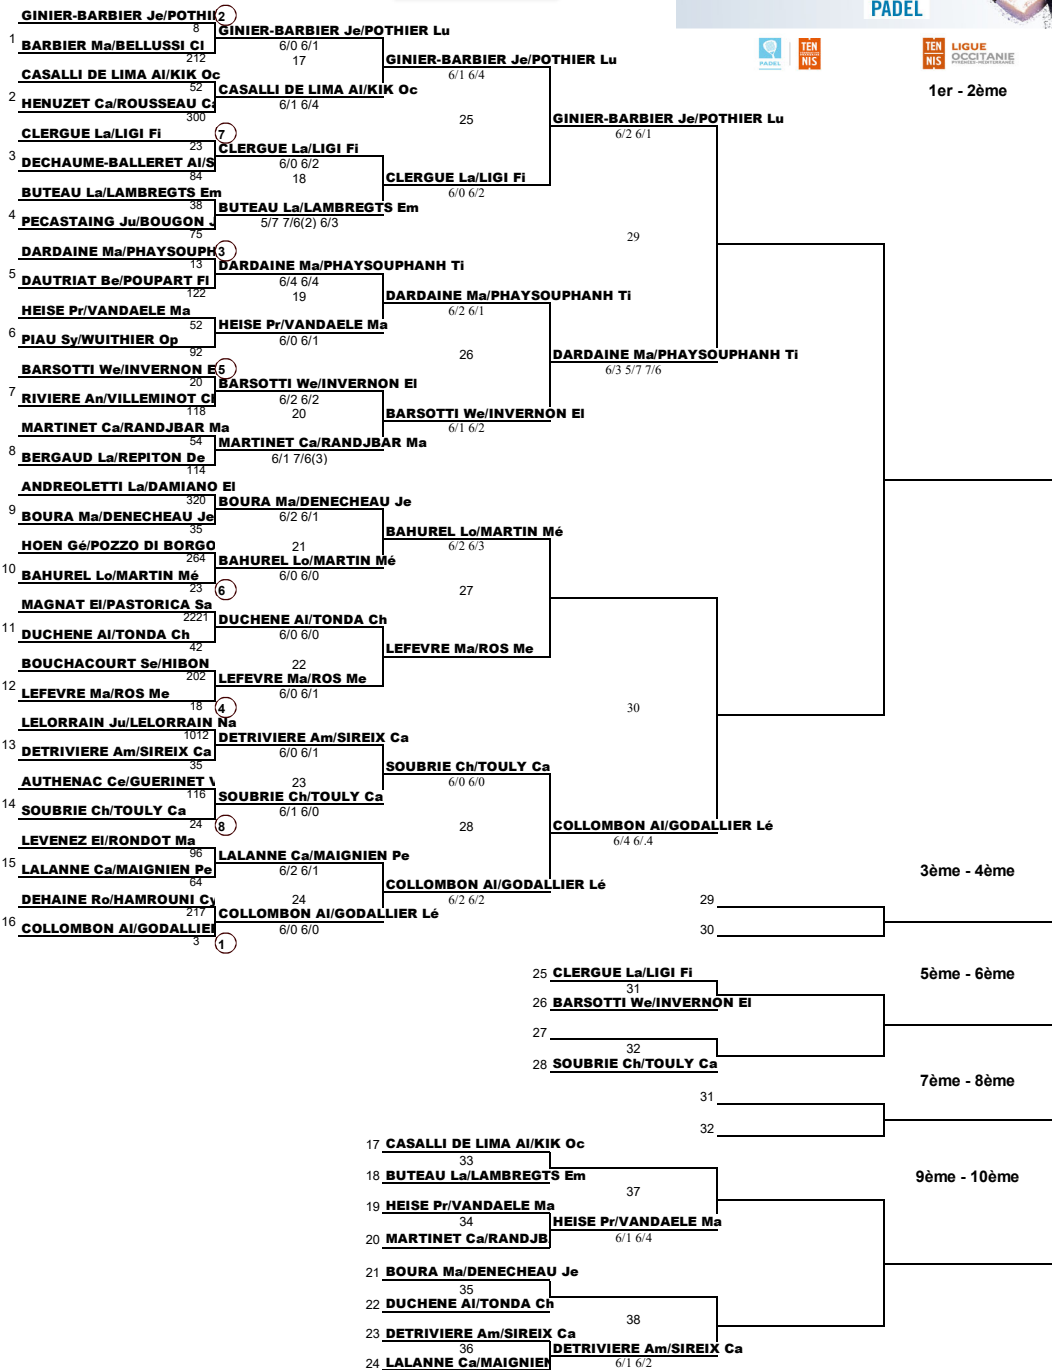 PADEL
GINIER-BARBIER Je/POTHI 2
8
GINIER-BARBIER Je/POTHIER Lu
1 BARBIER Ma/BELLUSSI Cl
6/0 6/1
212
17
GINIER-BARBIER Je/POTHIER Lu
CASALLI DE LIMA Al/KIK Oc
6/1 6/4
52
CASALLI DE LIMA Al/KIK Oc
2 HENUZET Ca/ROUSSEAU Ca
6/1 6/4
300
25
GINIER-BARBIER Je/POTHIER Lu
CLERGUE La/LIGI Fi 7
6/2 6/1
23
CLERGUE La/LIGI Fi
3 DECHAUME-BALLERET Al/S
6/0 6/2
84
18
CLERGUE La/LIGI Fi
BUTEAU La/LAMBREGTS Em
6/0 6/2
38
BUTEAU La/LAMBREGTS Em
4 PECASTAING Ju/BOUGON J
5/7 7/6(2) 6/3
75
29
DARDAINE Ma/PHAYSOUPH 3
13
DARDAINE Ma/PHAYSOUPHANH Ti
5 DAUTRIAT Be/POUPART Fl
6/4 6/4
122
19
DARDAINE Ma/PHAYSOUPHANH Ti
HEISE Pr/VANDAELE Ma
6/2 6/1
52
HEISE Pr/VANDAELE Ma
6 PIAU Sy/WUITHIER Op
6/0 6/1
92
26
DARDAINE Ma/PHAYSOUPHANH Ti
BARSOTTI We/INVERNON E 5
6/3 5/7 7/6
20
BARSOTTI We/INVERNON El
7 RIVIERE An/VILLEMINOT Cl
6/2 6/2
118
20
BARSOTTI We/INVERNON El
MARTINET Ca/RANDJBAR Ma
6/1 6/2
54
MARTINET Ca/RANDJBAR Ma
8 BERGAUD La/REPITON De
6/1 7/6(3)
114
ANDREOLETTI La/DAMIANO El
320
BOURA Ma/DENECHEAU Je
9 BOURA Ma/DENECHEAU Je
6/2 6/1
35
21
BAHUREL Lo/MARTIN Mé
HOEN Gé/POZZO DI BORGO
6/2 6/3
264
BAHUREL Lo/MARTIN Mé
10 BAHUREL Lo/MARTIN Mé
6/0 6/0
23 6
27
MAGNAT El/PASTORICA Sa
2221
DUCHENE Al/TONDA Ch
11 DUCHENE Al/TONDA Ch
6/0 6/0
42
22
LEFEVRE Ma/ROS Me
BOUCHACOURT Se/HIBON
202
LEFEVRE Ma/ROS Me
12 LEFEVRE Ma/ROS Me
6/0 6/1
18 4
30
LELORRAIN Ju/LELORRAIN Na
1012
DETRIVIERE Am/SIREIX Ca
13 DETRIVIERE Am/SIREIX Ca
6/0 6/1
35
23
SOUBRIE Ch/TOULY Ca
AUTHENAC Ce/GUERINET V
6/0 6/0
116
SOUBRIE Ch/TOULY Ca
14 SOUBRIE Ch/TOULY Ca
6/1 6/0
24 8
28
COLLOMBON Al/GODALLIER Lé
LEVENEZ El/RONDOT Ma
6/4 6/.4
96
LALANNE Ca/MAIGNIEN Pe
15 LALANNE Ca/MAIGNIEN Pe
6/2 6/1
64
24
COLLOMBON Al/GODALLIER Lé
DEHAINE Ro/HAMROUNI Cy
6/2 6/2
217
COLLOMBON Al/GODALLIER Lé
16 COLLOMBON Al/GODALLIE
6/0 6/0
3 1
PADEL
TEN
NIS
TEN
NIS
LIGUE
OCCITANIE
PYRENEES-MEDITERRANEE
1er - 2ème
3ème - 4ème
29
30
5ème - 6ème
25 CLERGUE La/LIGI Fi
31
26 BARSOTTI We/INVERNON El
27
32
28 SOUBRIE Ch/TOULY Ca
7ème - 8ème
31
32
9ème - 10ème
17 CASALLI DE LIMA Al/KIK Oc
33
18 BUTEAU La/LAMBREGTS Em
37
19 HEISE Pr/VANDAELE Ma
34
HEISE Pr/VANDAELE Ma
20 MARTINET Ca/RANDJB
6/1 6/4
21 BOURA Ma/DENECHEAU Je
35
22 DUCHENE Al/TONDA Ch
38
23 DETRIVIERE Am/SIREIX Ca
36
DETRIVIERE Am/SIREIX Ca
24 LALANNE Ca/MAIGNIEN
6/1 6/2